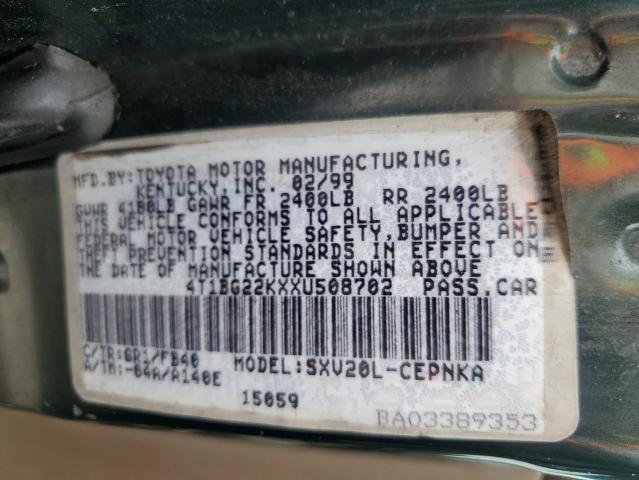 MFD.BY:TOYOTA MOTOR MANUFACTURING,
KENTUCKY,INC. 02/99
GVWR 4180LB GAWR FR 2400LB RR 2400LB
THIS VEHICLE CONFORMS TO ALL APPLICABLE
FEDERAL MOTOR VEHICLE SAFETY,BUMPER AND
THEFT PREVENTION STANDARDS IN EFFECT ON
THE DATE OF MANUFACTURE SHOWN ABOVE
4T1BG22KXXU508702 PASS.CAR
C/TR:6R1/FB40 MODEL:SXV20L-CEPNKA
A/TM:-04A/A140E
15059
BA03389353